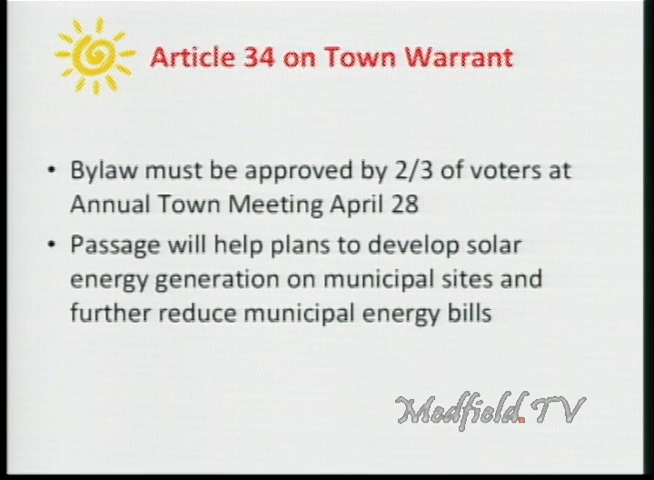 Article 34 on Town Warrant
• Bylaw must be approved by 2/3 of voters at
Annual Town Meeting April 28
• Passage will help plans to develop solar
energy generation on municipal sites and
further reduce municipal energy bills
Medfield.TV